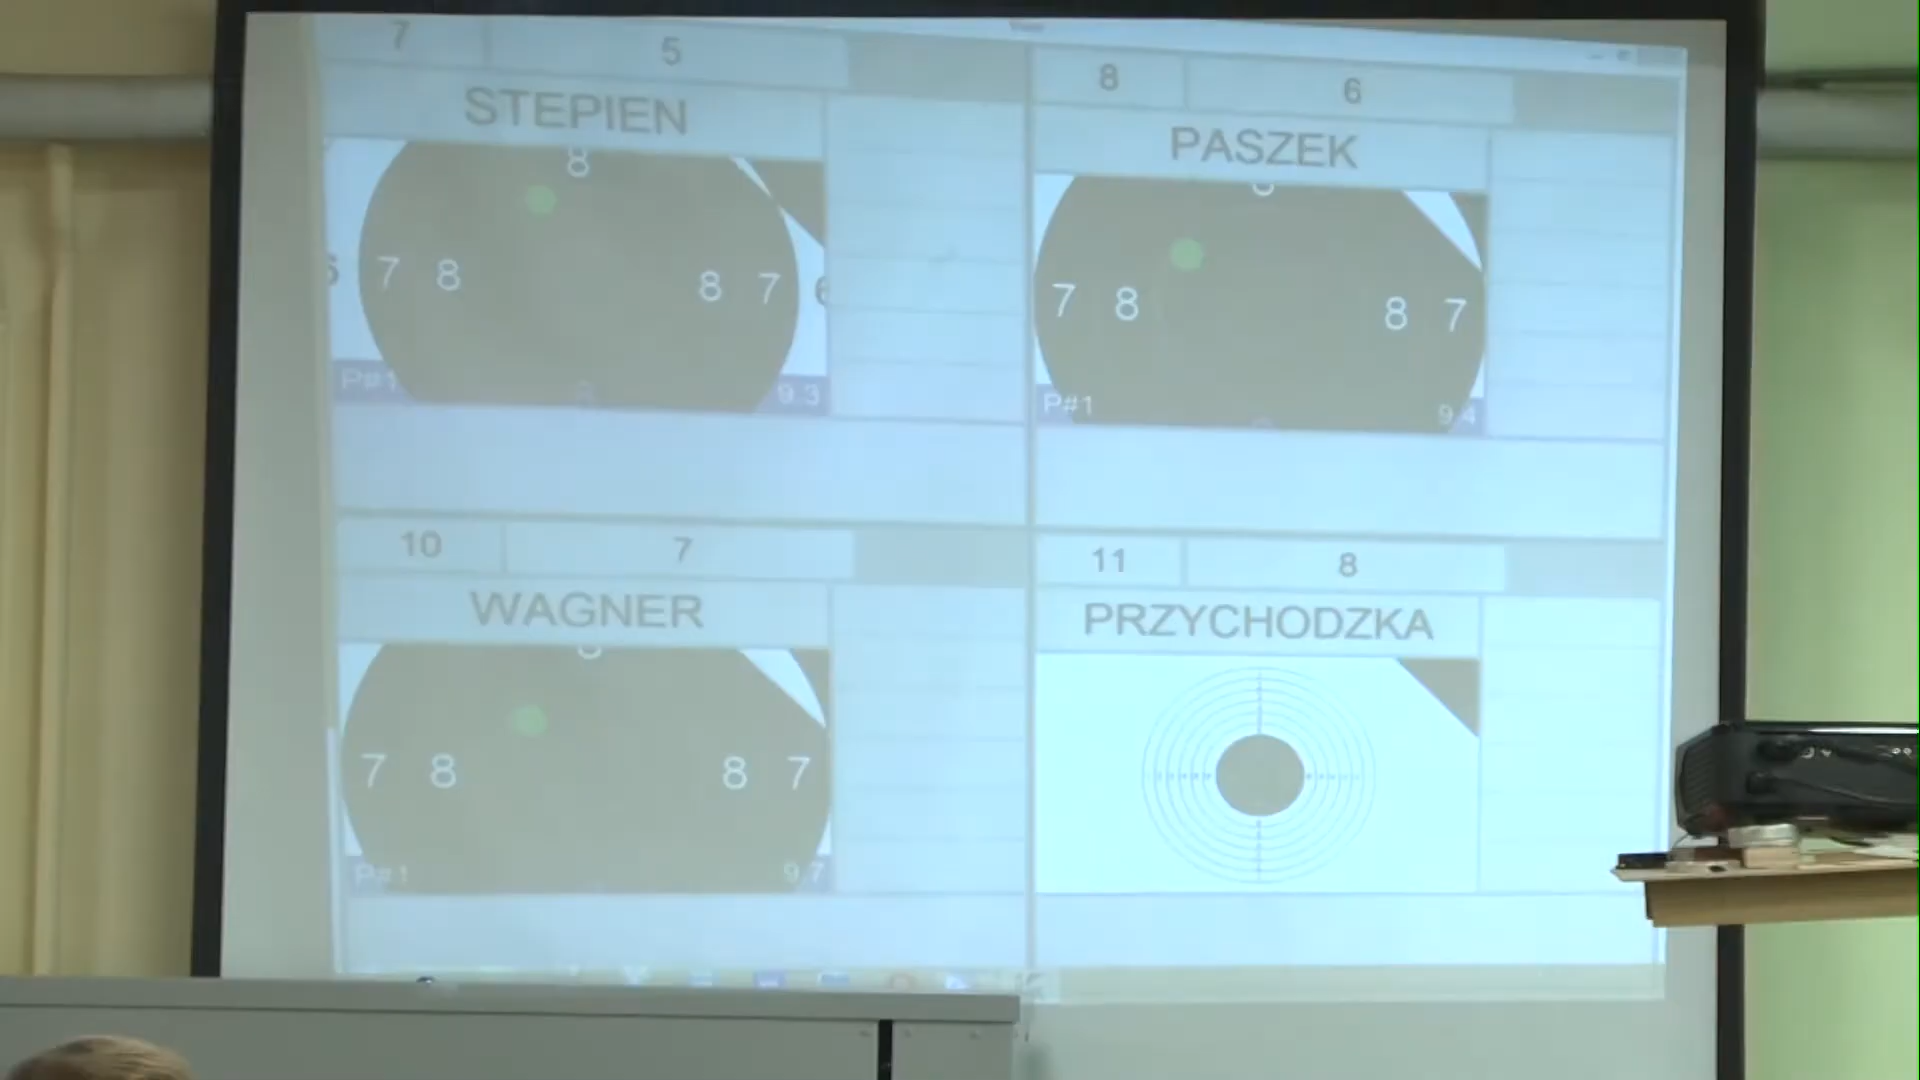 7 5
STEPIEN
8
7 8 8 7 6
P#1 9.3
8 6
PASZEK
7 8 8 7
P#1 9.4
10 7
WAGNER
7 8 8 7
P#1 9.7
11 8
PRZYCHODZKA